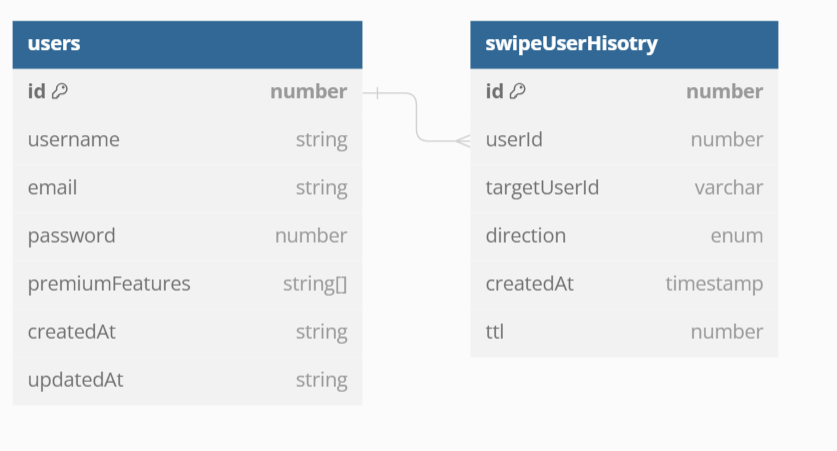 users
id number
username string
email string
password number
premiumFeatures string[]
createdAt string
updatedAt string
swipeUserHisotry
id number
userId number
targetUserId varchar
direction enum
createdAt timestamp
ttl number